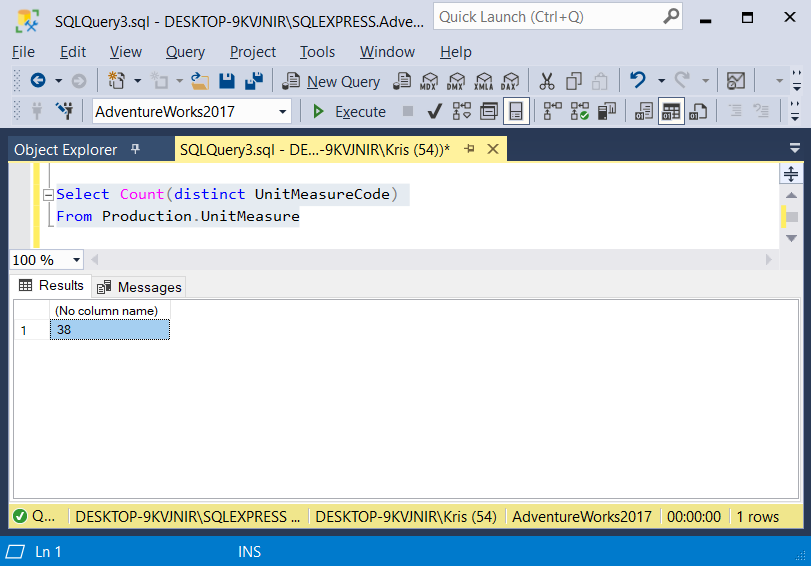 SQLQuery3.sql - DESKTOP-9KVJNIR\SQLEXPRESS.Adve...
Quick Launch (Ctrl+Q)
File Edit View Query Project Tools Window Help
New Query MDX DMX XMLA DAX
AdventureWorks2017 Execute
Object Explorer SQLQuery3.sql - DE...-9KVJNIR\Kris (54))*
Select Count(distinct UnitMeasureCode)
From Production.UnitMeasure
100 %
Results Messages
(No column name)
1 38
Q... DESKTOP-9KVJNIR\SQLEXPRESS ... DESKTOP-9KVJNIR\Kris (54) AdventureWorks2017 00:00:00 1 rows
Ln 1 INS